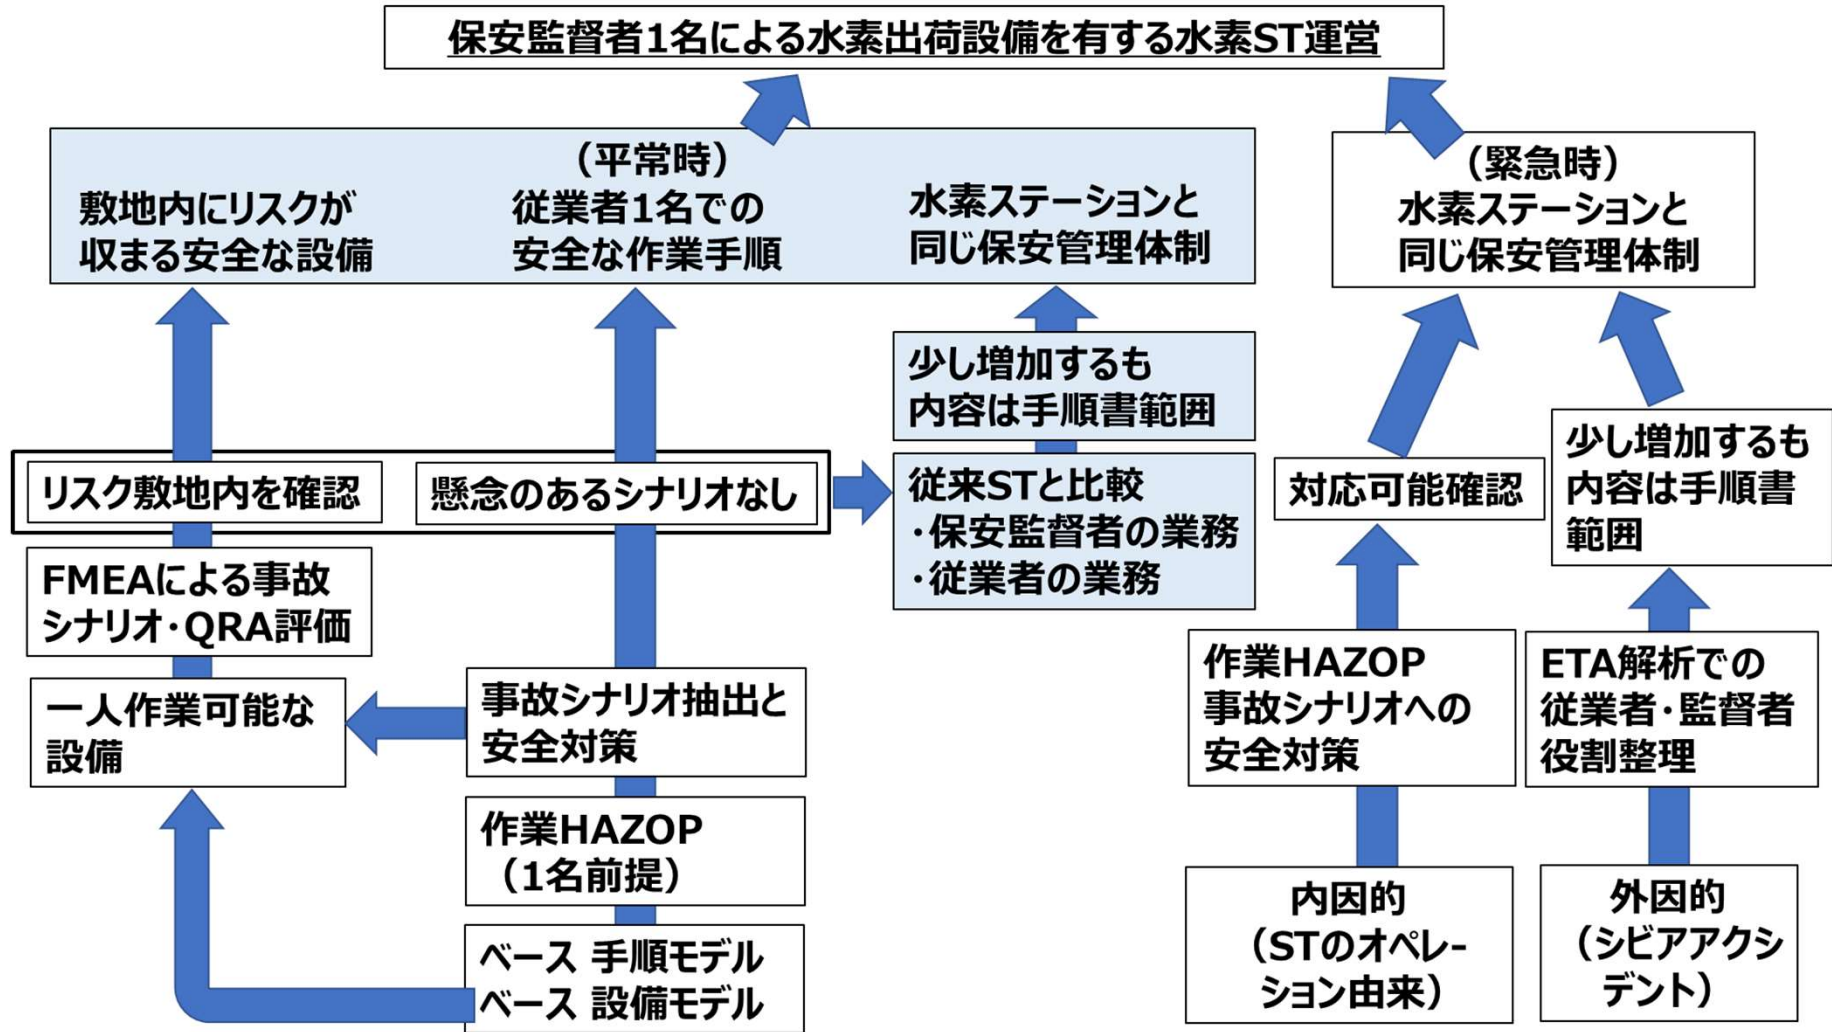 保安監督者1名による水素出荷設備を有する水素ST運営
（平常時）
敷地内にリスクが
収まる安全な設備
従業者1名での
安全な作業手順
水素ステーションと
同じ保安管理体制
（緊急時）
水素ステーションと
同じ保安管理体制
少し増加するも
内容は手順書範囲
リスク敷地内を確認
懸念のあるシナリオなし
従来STと比較
・保安監督者の業務
・従業者の業務
対応可能確認
少し増加するも
内容は手順書
範囲
FMEAによる事故
シナリオ・QRA評価
一人作業可能な
設備
事故シナリオ抽出と
安全対策
作業HAZOP
事故シナリオへの
安全対策
ETA解析での
従業者・監督者
役割整理
作業HAZOP
（1名前提）
ベース 手順モデル
ベース 設備モデル
内因的
（STのオペレｰ
ション由来）
外因的
（シビアアクシ
デント）